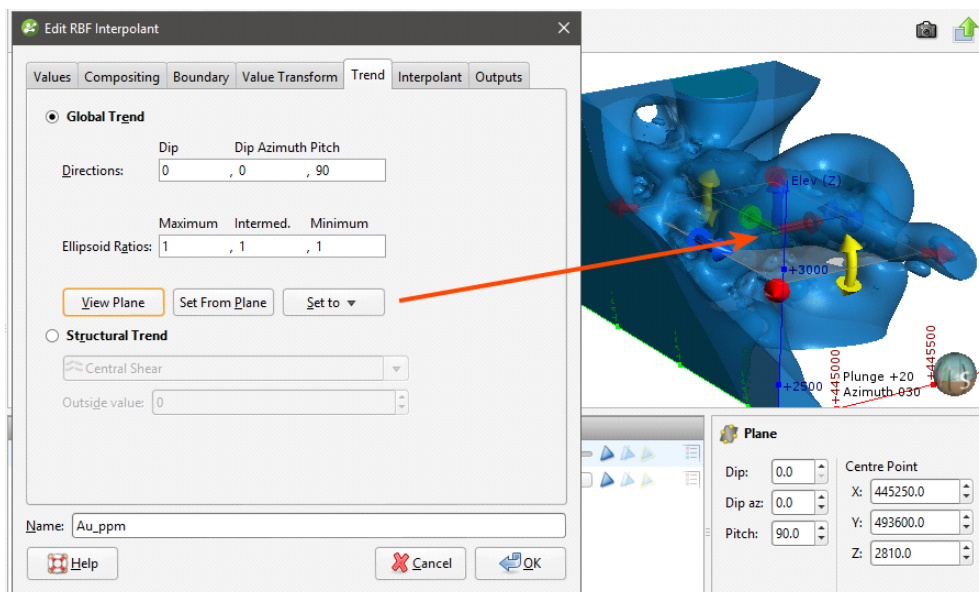 Edit RBF Interpolant
Values Compositing Boundary Value Transform Trend Interpolant Outputs
Global Trend
Dip Dip Azimuth Pitch
Directions: 0 , 0 , 90
Maximum Intermed. Minimum
Ellipsoid Ratios: 1 , 1 , 1
View Plane Set From Plane Set to
Structural Trend
Central Shear
Outside value: 0
Name: Au_ppm
Help Cancel OK
Elev (Z)
+3000
+2500
+445000
+445500
Plunge +20
Azimuth 030
S
Plane
Dip: 0.0
Dip az: 0.0
Pitch: 90.0
Centre Point
X: 445250.0
Y: 493600.0
Z: 2810.0